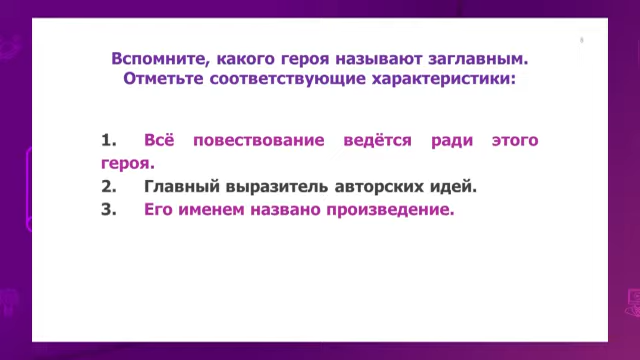 Вспомните, какого героя называют заглавным.
Отметьте соответствующие характеристики:
1. Всё повествование ведётся ради этого
героя.
2. Главный выразитель авторских идей.
3. Его именем названо произведение.